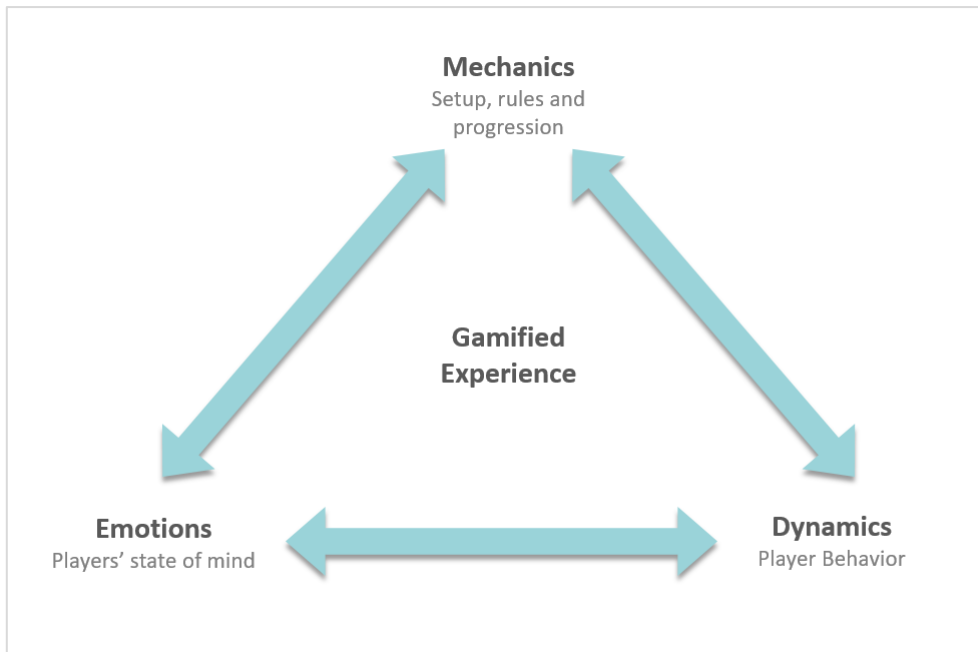 Mechanics
Setup, rules and
progression
Gamified
Experience
Emotions
Players’ state of mind
Dynamics
Player Behavior